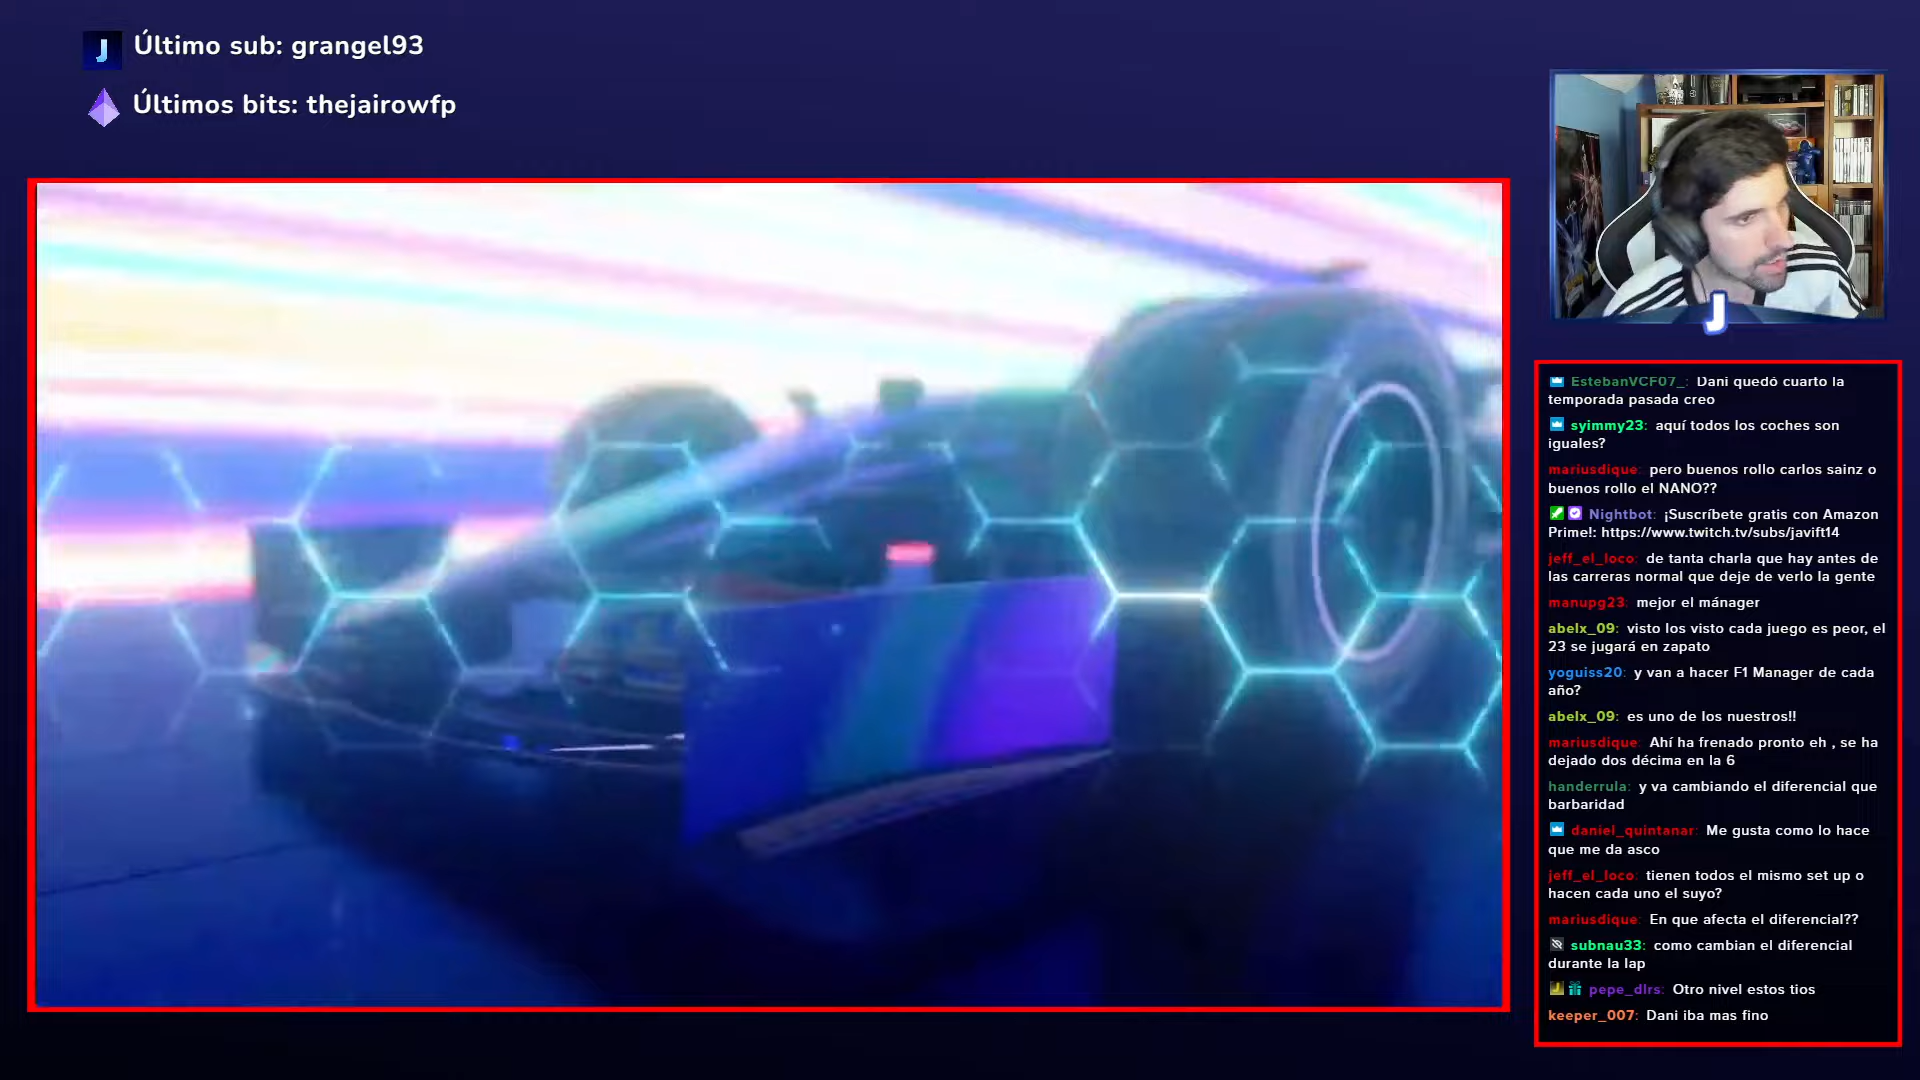 J Último sub: grangel93
Últimos bits: thejairowfp
J
EstebanVCF07_: Dani quedó cuarto la
temporada pasada creo
syimmy23: aquí todos los coches son
iguales?
mariusdique: pero buenos rollo carlos sainz o
buenos rollo el NANO??
Nightbot: ¡Suscríbete gratis con Amazon
Prime!: https://www.twitch.tv/subs/javift14
jeff_el_loco: de tanta charla que hay antes de
las carreras normal que deje de verlo la gente
manupg23: mejor el mánager
abelx_09: visto los visto cada juego es peor, el
23 se jugará en zapato
yoguiss20: y van a hacer F1 Manager de cada
año?
abelx_09: es uno de los nuestros!!
mariusdique: Ahí ha frenado pronto eh , se ha
dejado dos décima en la 6
handerrula: y va cambiando el diferencial que
barbaridad
daniel_quintanar: Me gusta como lo hace
que me da asco
jeff_el_loco: tienen todos el mismo set up o
hacen cada uno el suyo?
mariusdique: En que afecta el diferencial??
subnau33: como cambian el diferencial
durante la lap
pepe_dlrs: Otro nivel estos tios
keeper_007: Dani iba mas fino